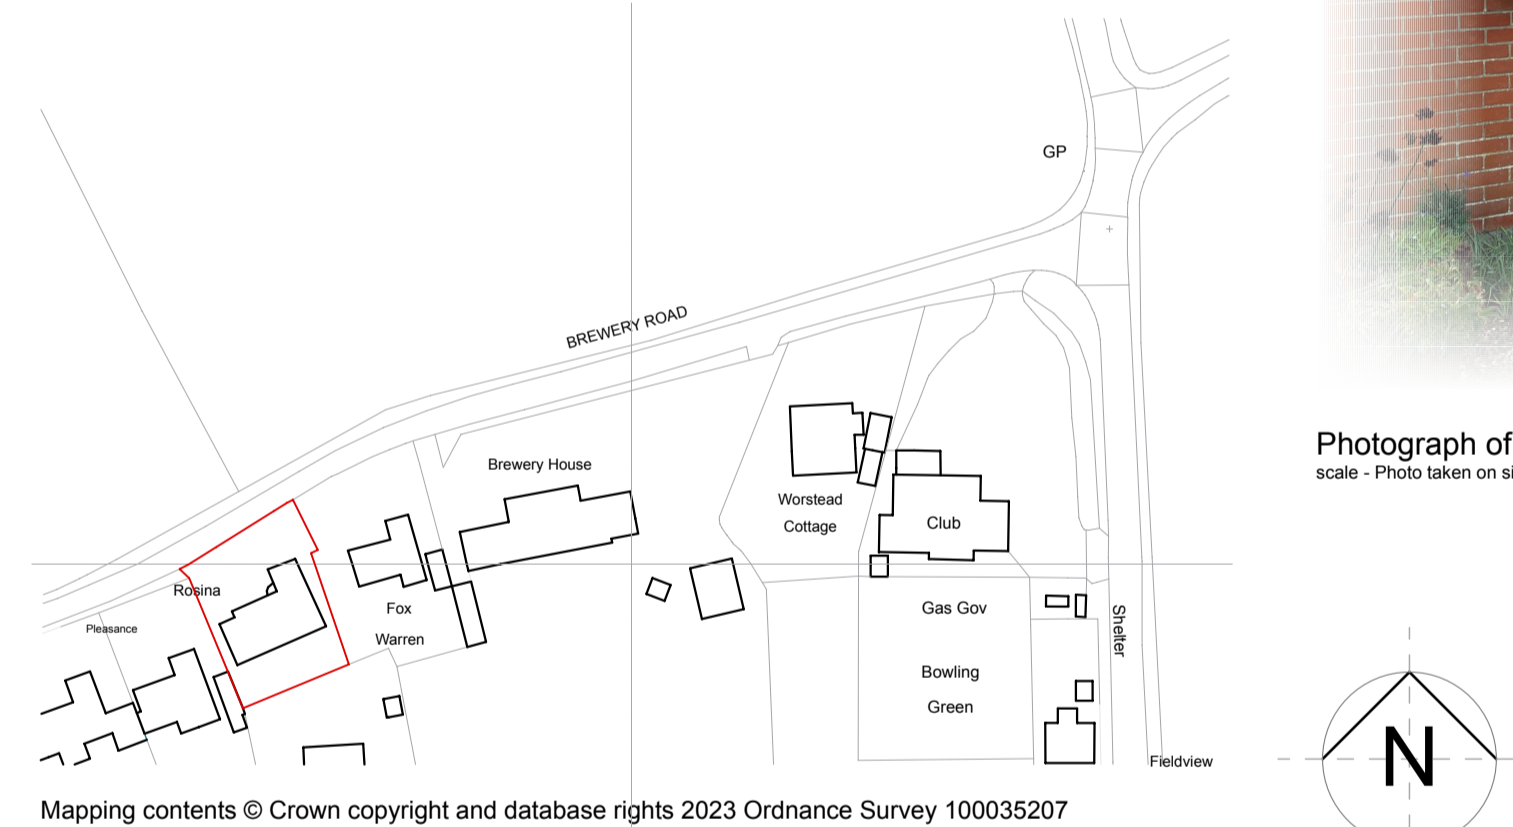 GP
BREWERY ROAD
Photograph of
scale - Photo taken on si
Brewery House
Worstead
Cottage
Club
Rosina
Fox
Warren
Pleasance
Gas Gov
Shelter
Bowling
Green
Fieldview
N
Mapping contents © Crown copyright and database rights 2023 Ordnance Survey 100035207